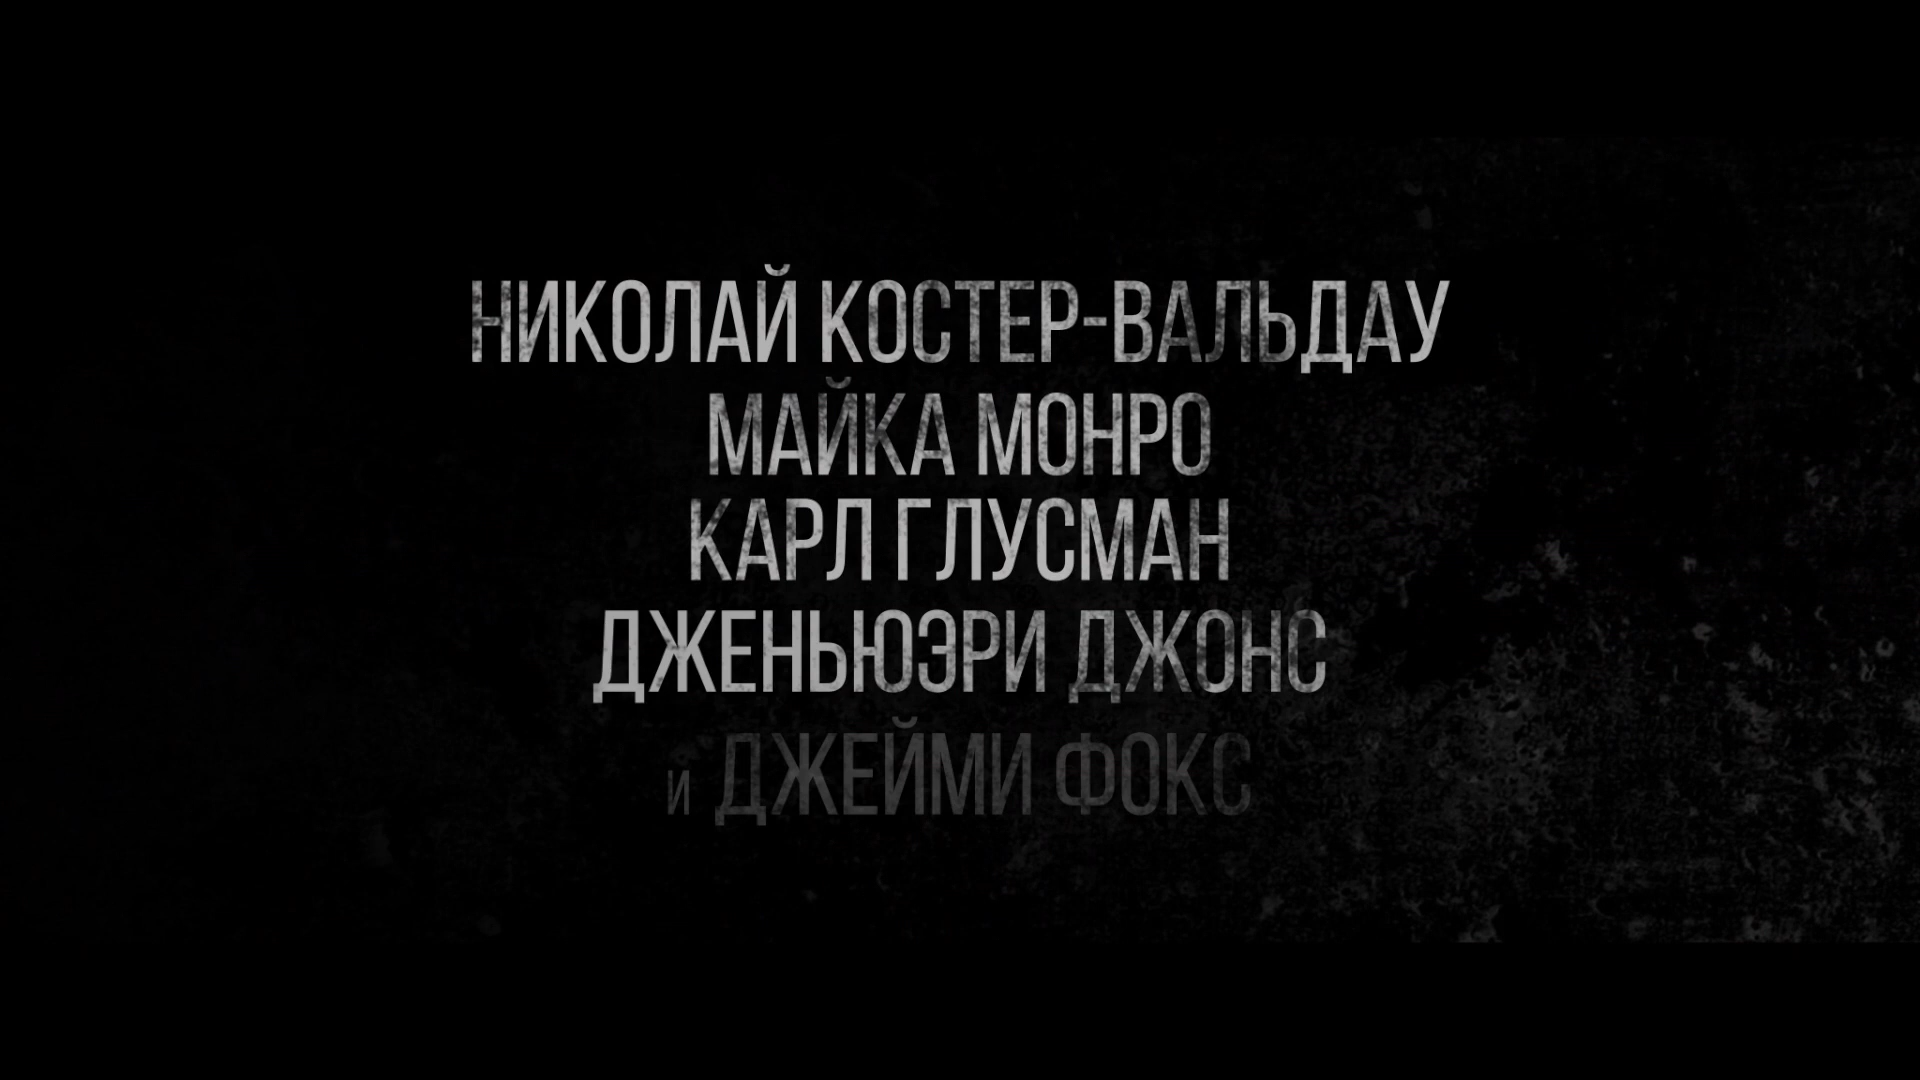 НИКОЛАЙ КОСТЕР-ВАЛЬДАУ
МАЙКА МОНРО
КАРЛ ГЛУСМАН
ДЖЕНЬЮЭРИ ДЖОНС
и ДЖЕЙМИ ФОКС